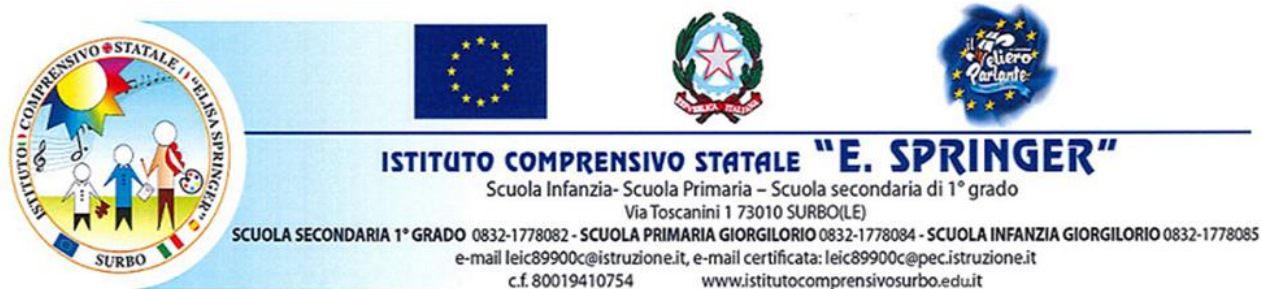 ISTITUTO COMPRENSIVO STATALE "ELISA SPRINGER"
SURBO
REPVBBLICA ITALIANA
il
Veliero
Parlante
ISTITUTO COMPRENSIVO STATALE "E. SPRINGER"
Scuola Infanzia- Scuola Primaria – Scuola secondaria di 1° grado
Via Toscanini 1 73010 SURBO(LE)
SCUOLA SECONDARIA 1° GRADO 0832-1778082 - SCUOLA PRIMARIA GIORGILORIO 0832-1778084 - SCUOLA INFANZIA GIORGILORIO 0832-1778085
e-mail leic89900c@istruzione.it, e-mail certificata: leic89900c@pec.istruzione.it
c.f. 80019410754 www.istitutocomprensivosurbo.edu.it